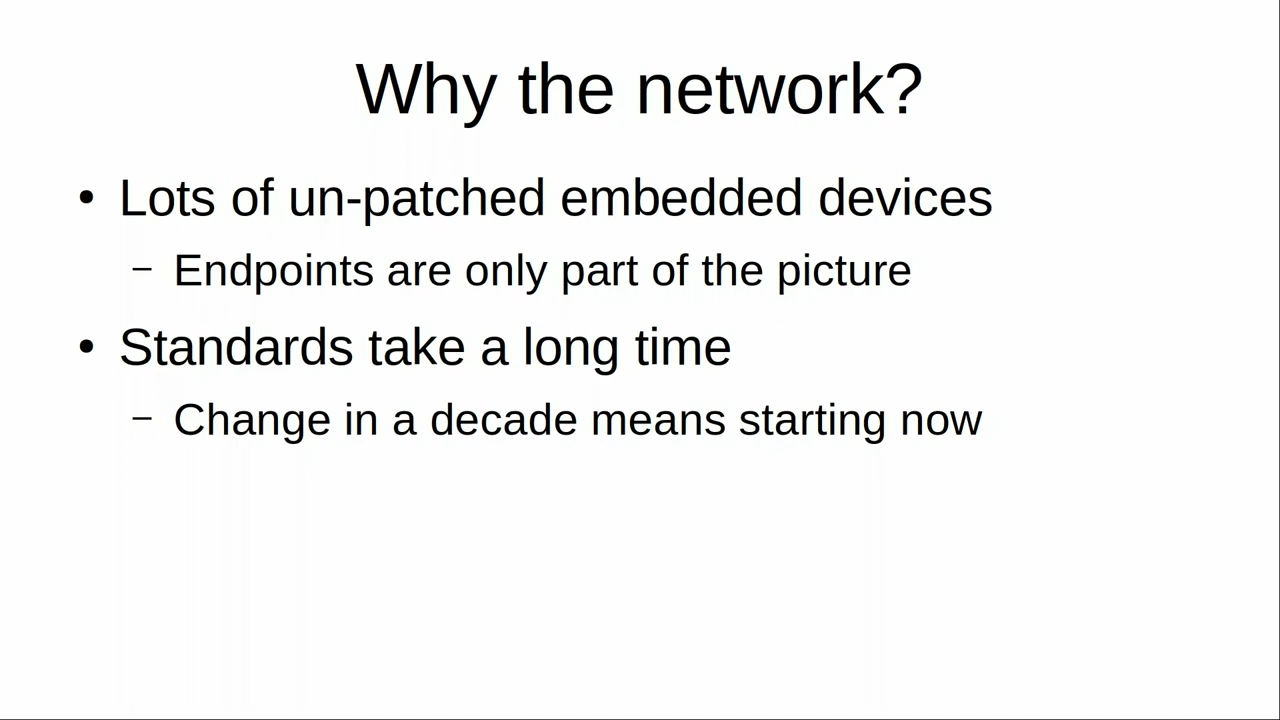 Why the network?
• Lots of un-patched embedded devices
– Endpoints are only part of the picture
• Standards take a long time
– Change in a decade means starting now